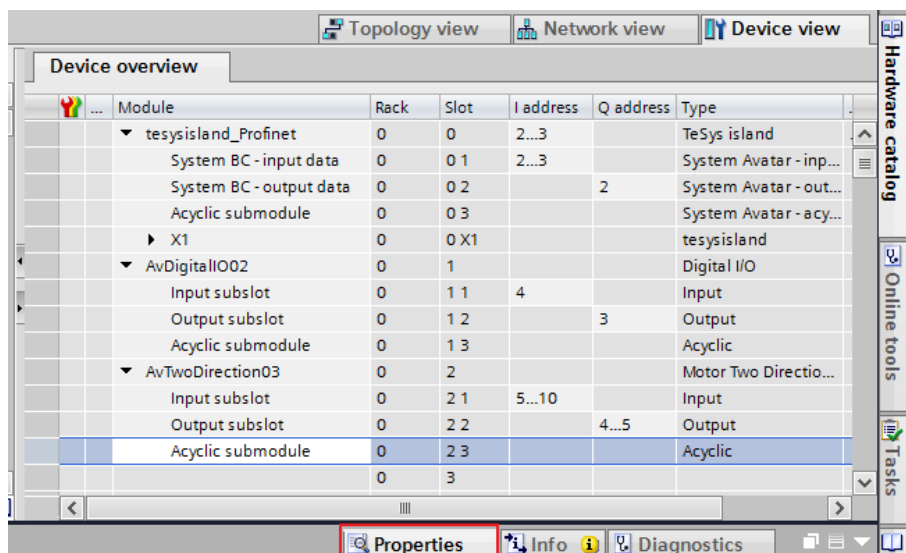 Topology view Network view Device view
Device overview
... Module Rack Slot I address Q address Type
tesysisland_Profinet 0 0 2...3 TeSys island
System BC - input data 0 0 1 2...3 System Avatar - inp...
System BC - output data 0 0 2 2 System Avatar - out...
Acyclic submodule 0 0 3 System Avatar - acy...
X1 0 0 X1 tesysisland
AvDigitalIO02 0 1 Digital I/O
Input subslot 0 1 1 4 Input
Output subslot 0 1 2 3 Output
Acyclic submodule 0 1 3 Acyclic
AvTwoDirection03 0 2 Motor Two Directio...
Input subslot 0 2 1 5...10 Input
Output subslot 0 2 2 4...5 Output
Acyclic submodule 0 2 3 Acyclic
0 3
Properties Info Diagnostics
Hardware catalog
Online tools
Tasks